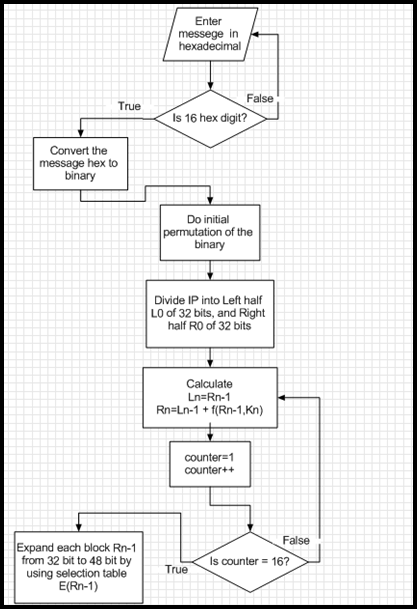 Enter
messege in
hexadecimal
False
True
Is 16 hex digit?
Convert the
message hex to
binary
Do initial
permutation of the
binary
Divide IP into Left half
L0 of 32 bits, and Right
half R0 of 32 bits
Calculate
Ln=Rn-1
Rn=Ln-1 + f(Rn-1,Kn)
counter=1
counter++
False
Is counter = 16?
True
Expand each block Rn-1
from 32 bit to 48 bit by
using selection table
E(Rn-1)